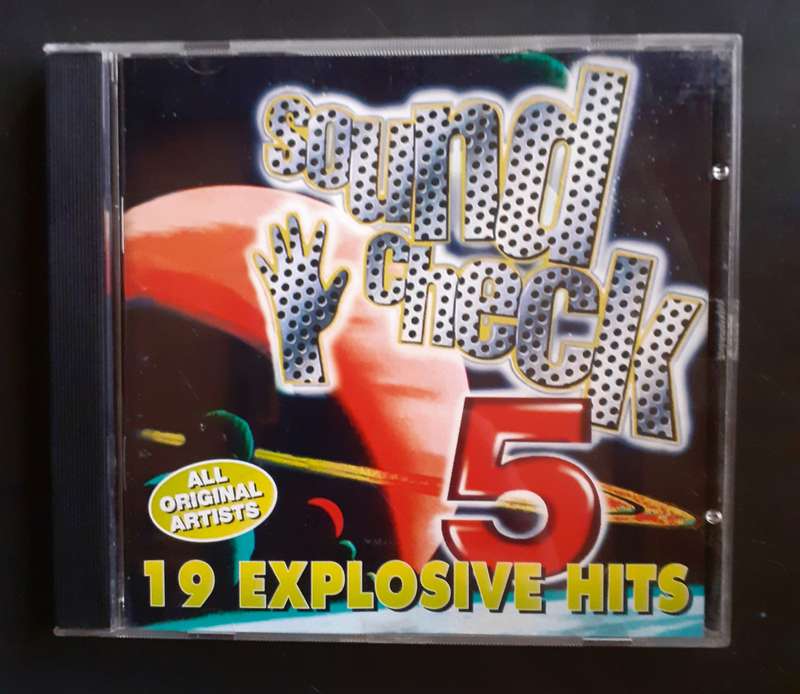 sound
check
5
ALL
ORIGINAL
ARTISTS
19 EXPLOSIVE HITS